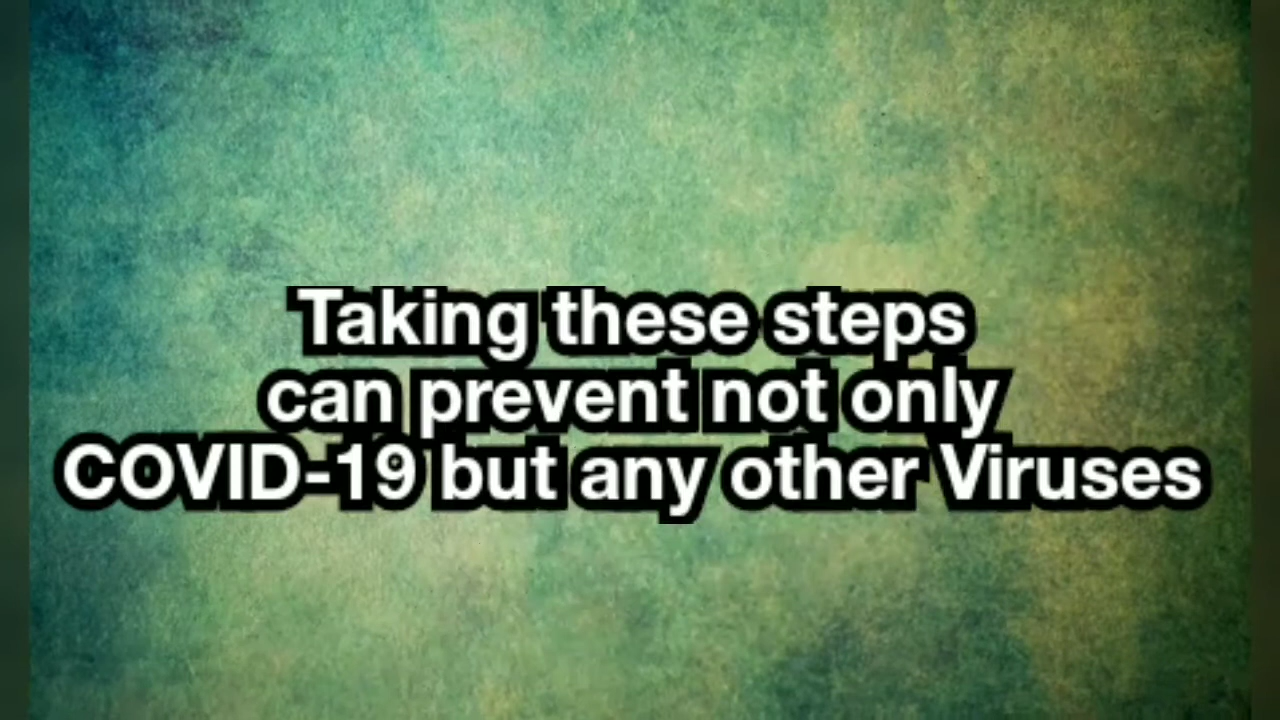 Taking these steps
can prevent not only
COVID-19 but any other Viruses